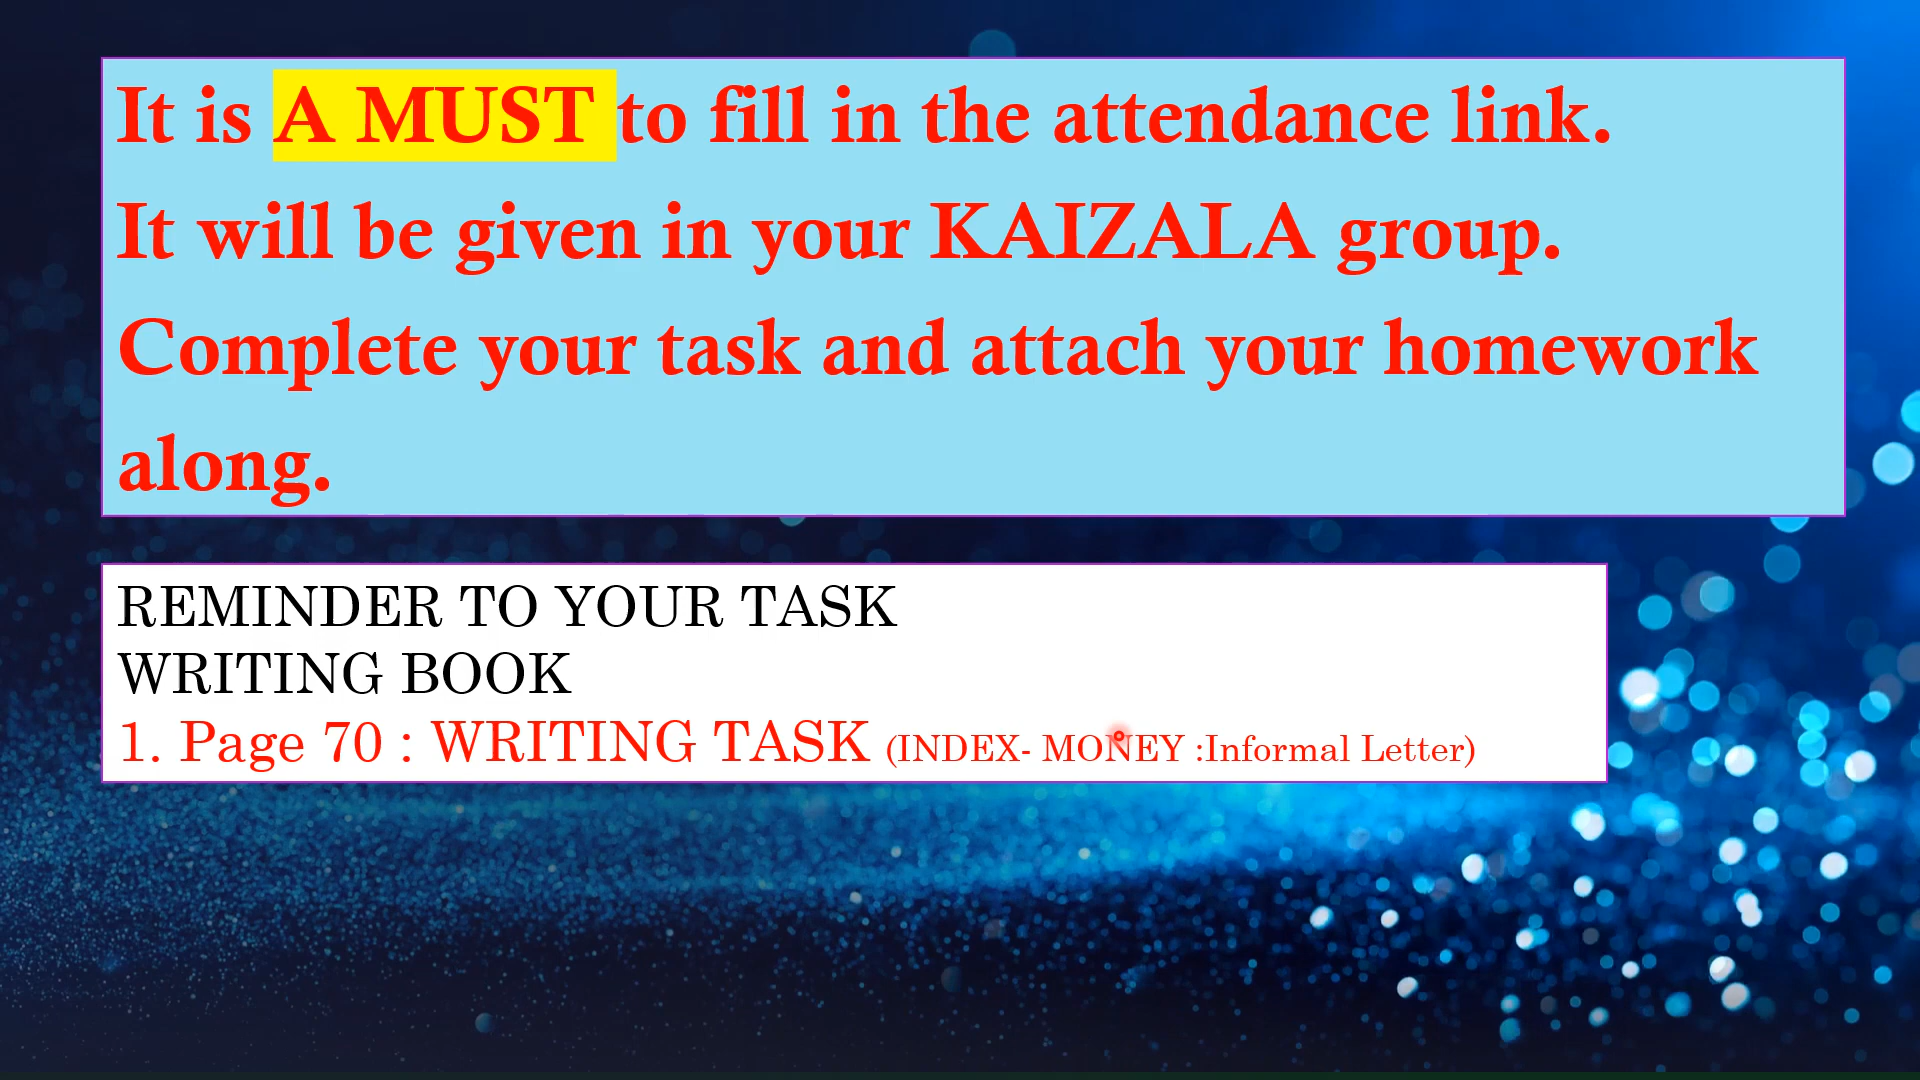 It is A MUST to fill in the attendance link.
It will be given in your KAIZALA group.
Complete your task and attach your homework
along.
REMINDER TO YOUR TASK
WRITING BOOK
1. Page 70 : WRITING TASK (INDEX- MONEY :Informal Letter)